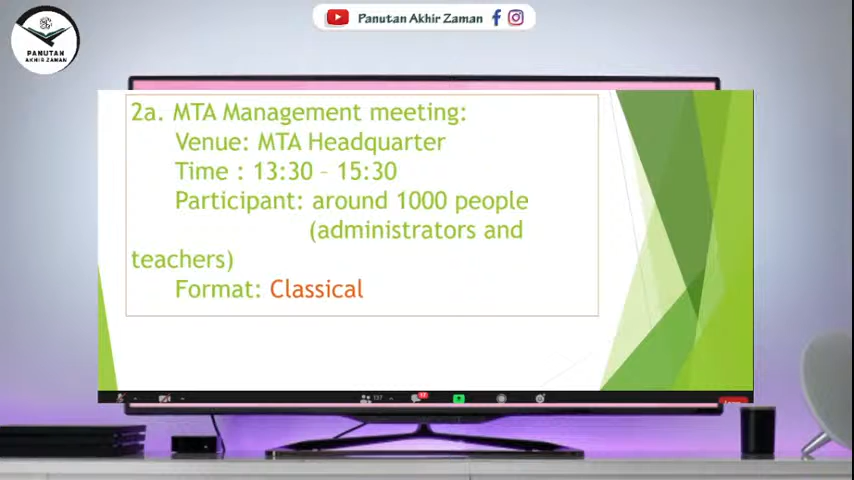 PANUTAN
AKHIR ZAMAN
Panutan Akhir Zaman
2a. MTA Management meeting:
Venue: MTA Headquarter
Time : 13:30 – 15:30
Participant: around 1000 people
(administrators and
teachers)
Format: Classical
137